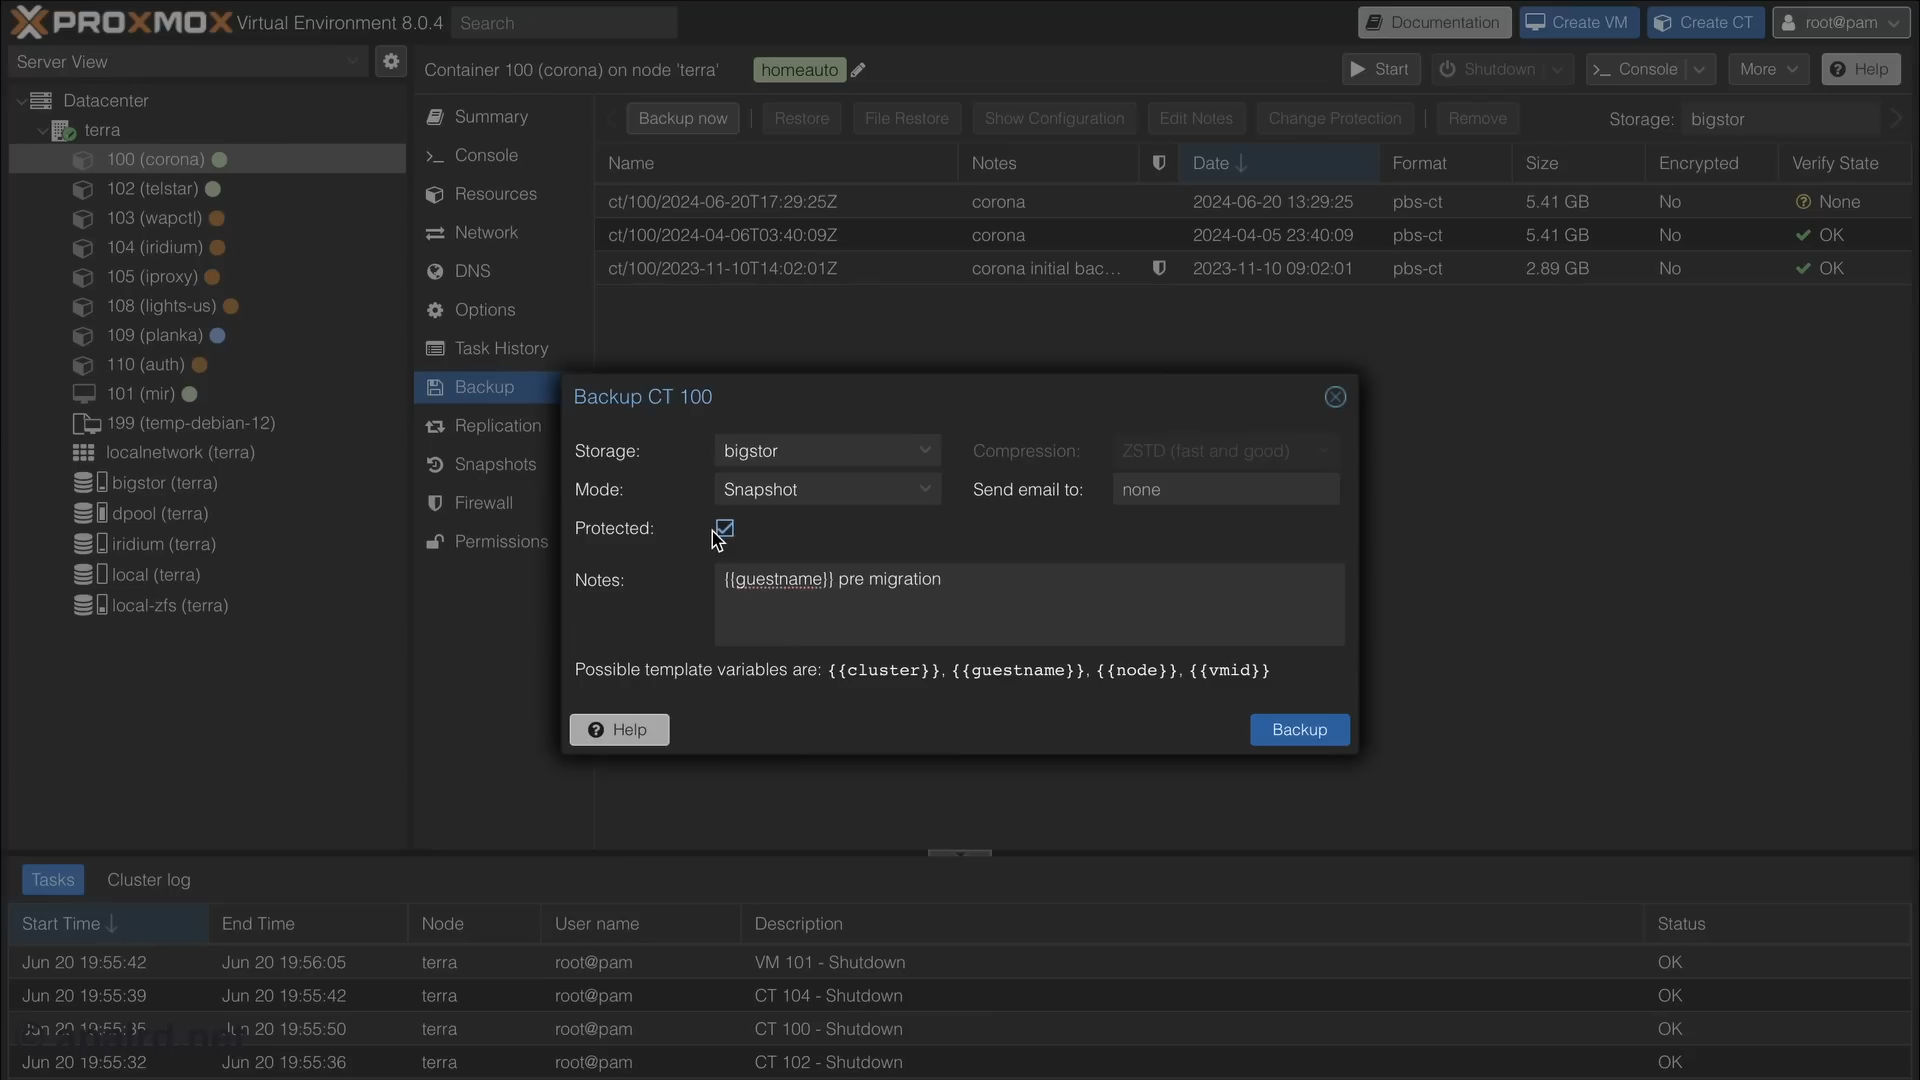 PROXMOX Virtual Environment 8.0.4 Search Documentation Create VM Create CT root@pam
Server View
Container 100 (corona) on node 'terra' homeauto Start Shutdown Console More Help
Datacenter
terra
100 (corona)
102 (telstar)
103 (wapctl)
104 (iridium)
105 (iproxy)
108 (lights-us)
109 (planka)
110 (auth)
101 (mir)
199 (temp-debian-12)
localnetwork (terra)
bigstor (terra)
dpool (terra)
iridium (terra)
local (terra)
local-zfs (terra)
Summary
Console
Resources
Network
DNS
Options
Task History
Backup
Replication
Snapshots
Firewall
Permissions
Backup now Restore File Restore Show Configuration Edit Notes Change Protection Remove Storage: bigstor
Name Notes Date Format Size Encrypted Verify State
ct/100/2024-06-20T17:29:25Z corona 2024-06-20 13:29:25 pbs-ct 5.41 GB No None
ct/100/2024-04-06T03:40:09Z corona 2024-04-05 23:40:09 pbs-ct 5.41 GB No OK
ct/100/2023-11-10T14:02:01Z corona initial bac... 2023-11-10 09:02:01 pbs-ct 2.89 GB No OK
Backup CT 100
Storage: bigstor Compression: ZSTD (fast and good)
Mode: Snapshot Send email to: none
Protected:
Notes: {{guestname}} pre migration
Possible template variables are: {{cluster}}, {{guestname}}, {{node}}, {{vmid}}
Help Backup
Tasks Cluster log
Start Time End Time Node User name Description Status
Jun 20 19:55:42 Jun 20 19:56:05 terra root@pam VM 101 - Shutdown OK
Jun 20 19:55:39 Jun 20 19:55:42 terra root@pam CT 104 - Shutdown OK
Jun 20 19:55:35 Jun 20 19:55:50 terra root@pam CT 100 - Shutdown OK
Jun 20 19:55:32 Jun 20 19:55:36 terra root@pam CT 102 - Shutdown OK